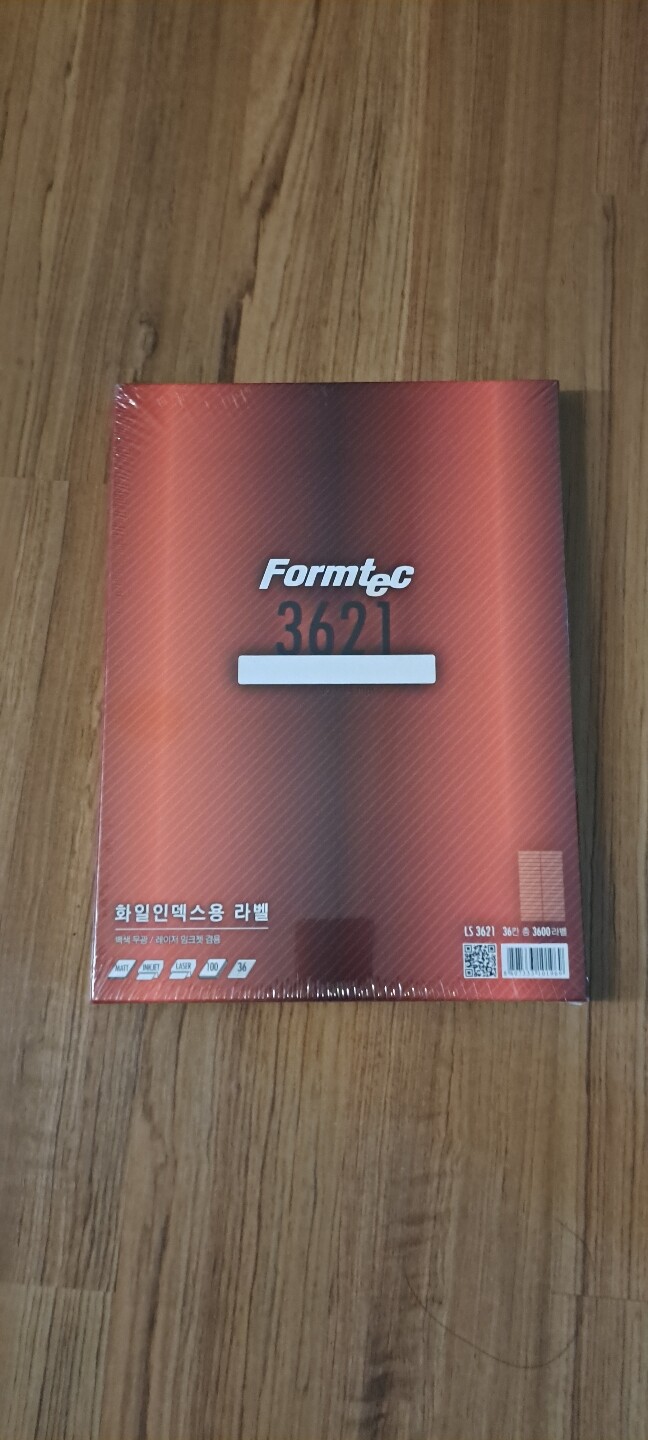 Formtec
3621
화일인덱스용 라벨
백색 무광 / 레이저 잉크젯 겸용
MATT INKJET LASER 100 36
LS 3621 36칸 총 3600라벨